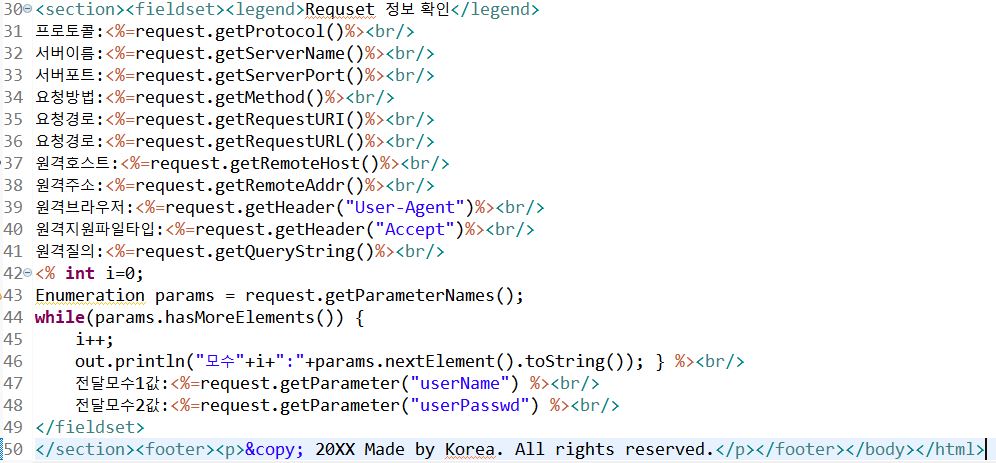 30 <section><fieldset><legend>Requset 정보 확인</legend>
31 프로토콜:<%=request.getProtocol()%><br/>
32 서버이름:<%=request.getServerName()%><br/>
33 서버포트:<%=request.getServerPort()%><br/>
34 요청방법:<%=request.getMethod()%><br/>
35 요청경로:<%=request.getRequestURI()%><br/>
36 요청경로:<%=request.getRequestURL()%><br/>
37 원격호스트:<%=request.getRemoteHost()%><br/>
38 원격주소:<%=request.getRemoteAddr()%><br/>
39 원격브라우저:<%=request.getHeader("User-Agent")%><br/>
40 원격지원파일타입:<%=request.getHeader("Accept")%><br/>
41 원격질의:<%=request.getQueryString()%><br/>
42 <% int i=0;
43 Enumeration params = request.getParameterNames();
44 while(params.hasMoreElements()) {
45     i++;
46     out.println("모수"+i+":"+params.nextElement().toString()); } %><br/>
47     전달모수1값:<%=request.getParameter("userName") %><br/>
48     전달모수2값:<%=request.getParameter("userPasswd") %><br/>
49 </fieldset>
50 </section><footer><p>&copy; 20XX Made by Korea. All rights reserved.</p></footer></body></html>